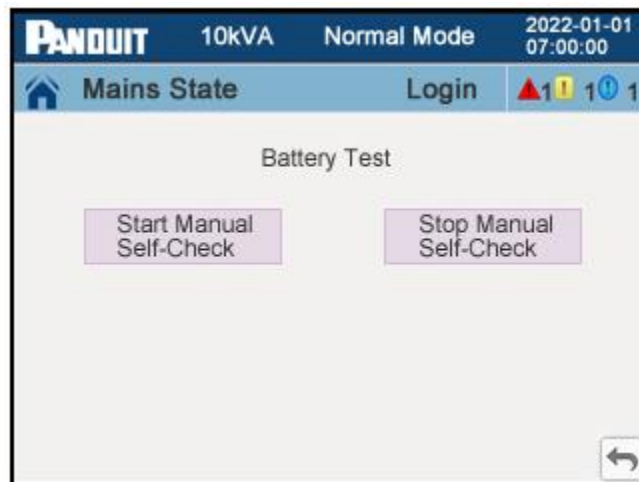 PANDUIT 10kVA Normal Mode 2022-01-01
07:00:00
Mains State Login 1 ! 1 ! 1
Battery Test
Start Manual Stop Manual
Self-Check Self-Check